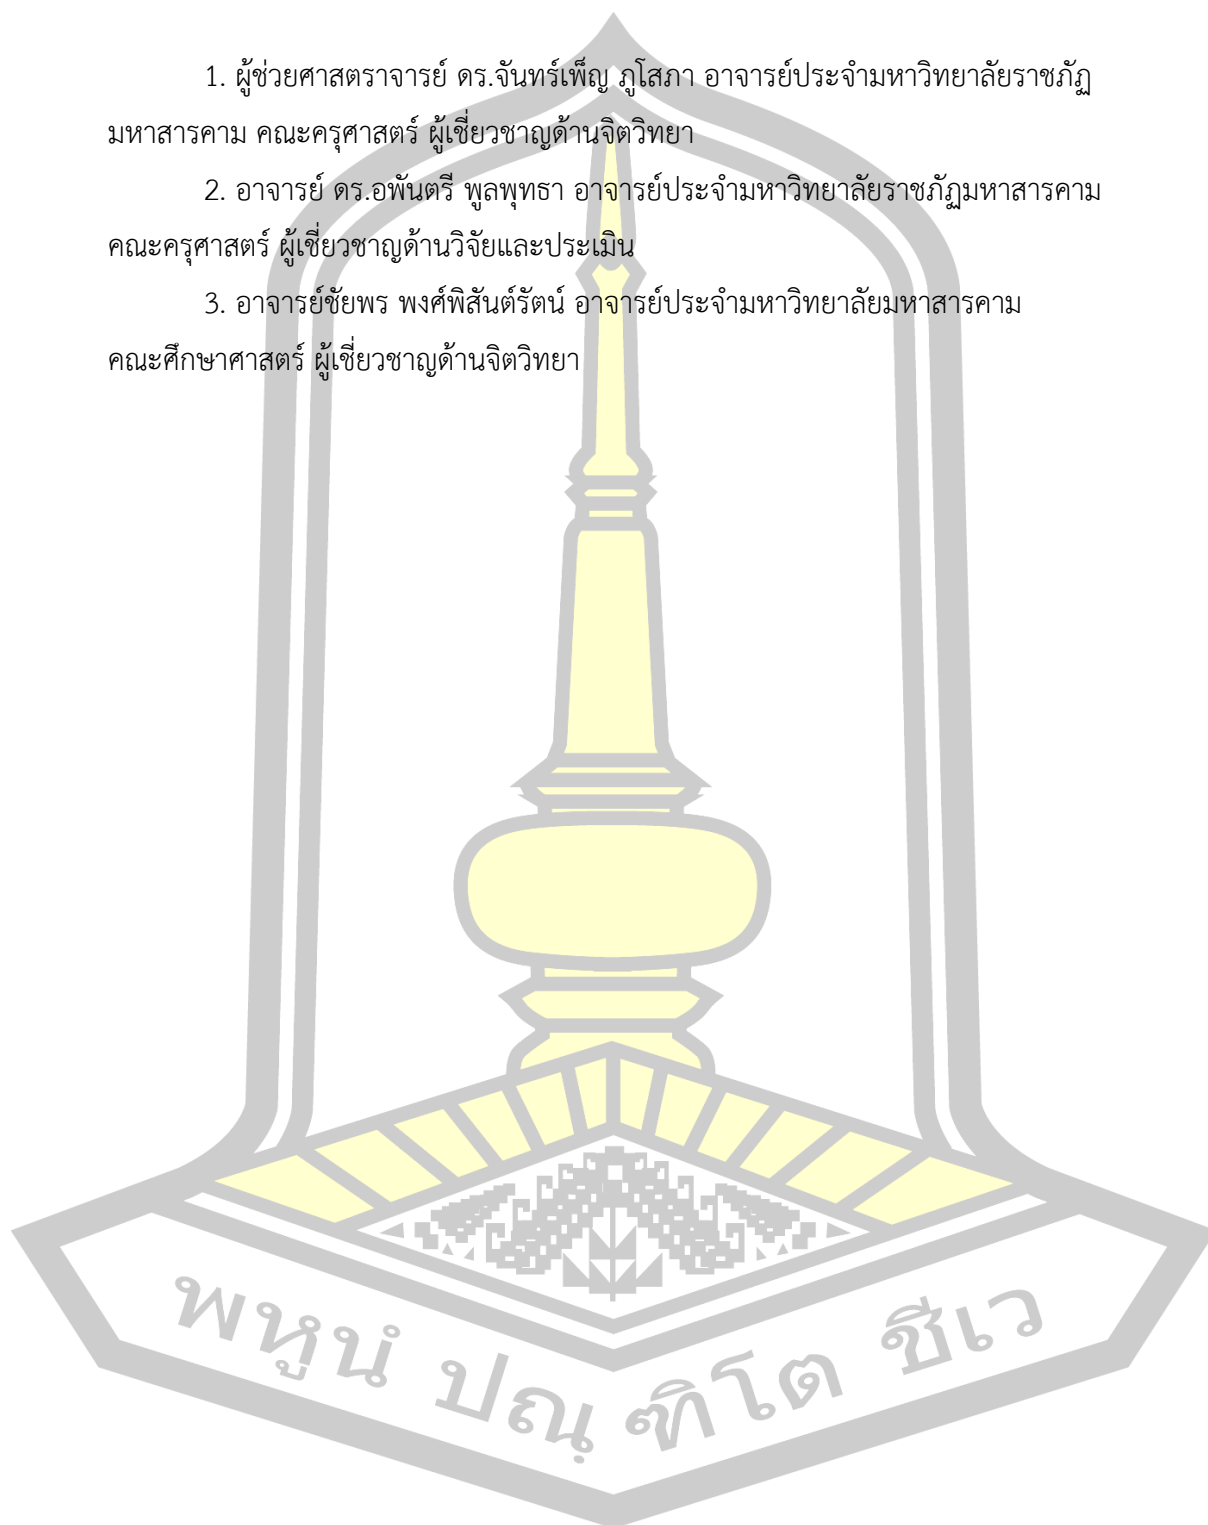 1. ผู้ช่วยศาสตราจารย์ ดร.จันทร์เพ็ญ ภูโสภา อาจารย์ประจำมหาวิทยาลัยราชภัฏ
มหาสารคาม คณะครุศาสตร์ ผู้เชี่ยวชาญด้านจิตวิทยา
2. อาจารย์ ดร.อพันตรี พูลพุทธา อาจารย์ประจำมหาวิทยาลัยราชภัฏมหาสารคาม
คณะครุศาสตร์ ผู้เชี่ยวชาญด้านวิจัยและประเมิน
3. อาจารย์ชัยพร พงศ์พิสันต์รัตน์ อาจารย์ประจำมหาวิทยาลัยมหาสารคาม
คณะศึกษาศาสตร์ ผู้เชี่ยวชาญด้านจิตวิทยา
พหูนํ ปณฺฑิโต ชีเว